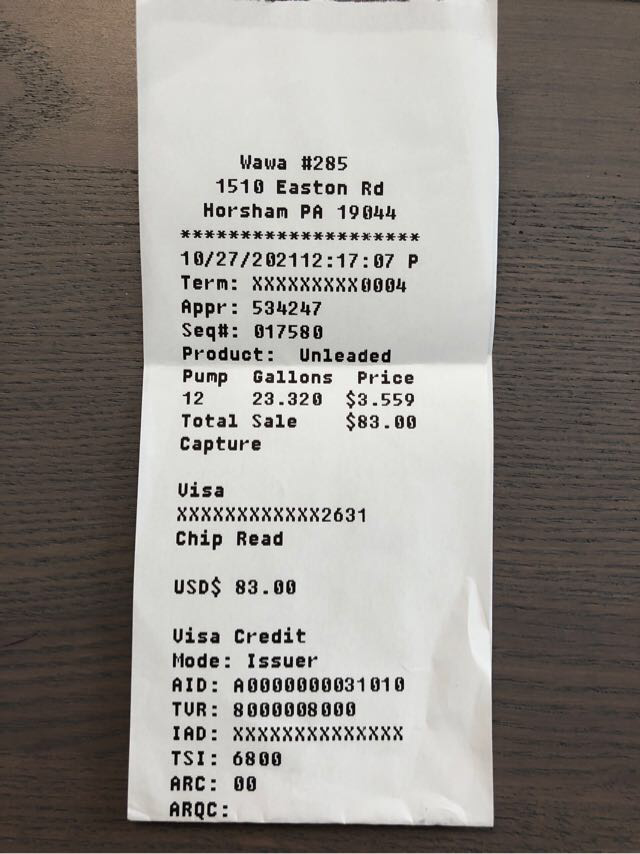 Wawa #285
1510 Easton Rd
Horsham PA 19044
********************
10/27/202112:17:07 P
Term: XXXXXXXXX0004
Appr: 534247
Seq#: 017580
Product:  Unleaded
Pump  Gallons  Price
12    23.320  $3.559
Total Sale    $83.00
Capture
Visa
XXXXXXXXXXXX2631
Chip Read
USD$ 83.00
Visa Credit
Mode: Issuer
AID: A0000000031010
TVR: 8000008000
IAD: XXXXXXXXXXXXXX
TSI: 6800
ARC: 00
ARQC: